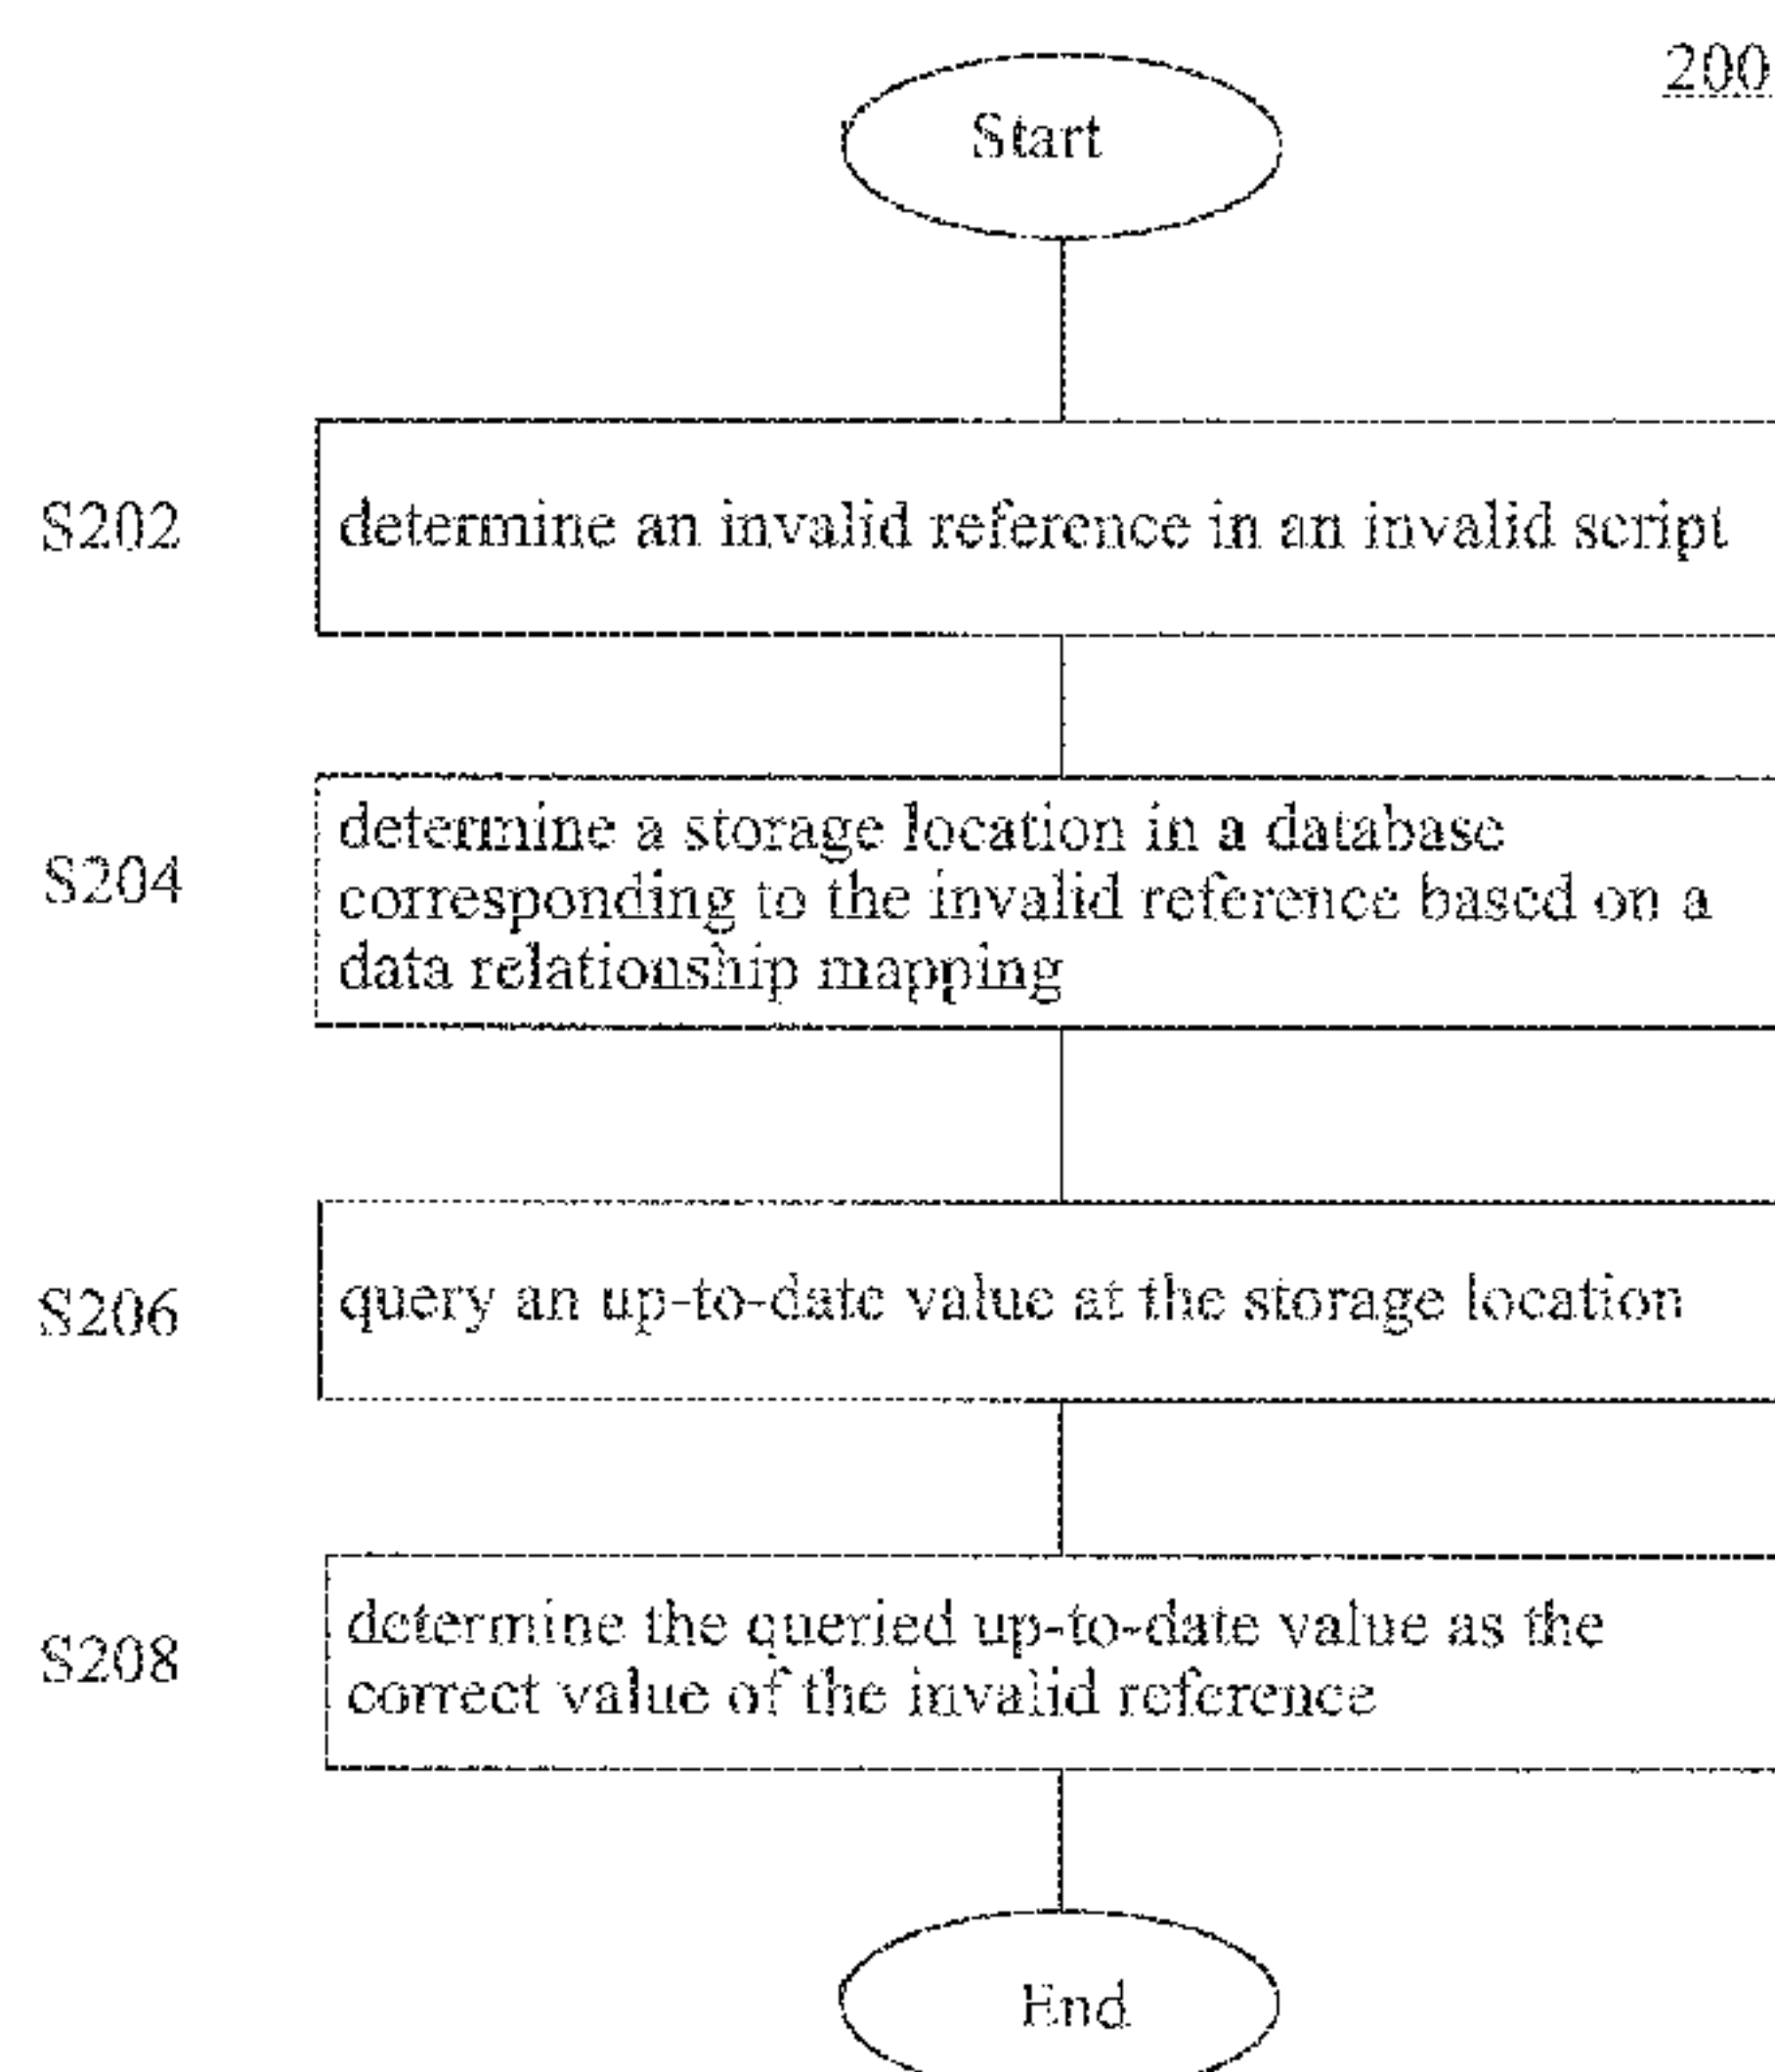 200
Start
S202
determine an invalid reference in an invalid script
S204
determine a storage location in a database
corresponding to the invalid reference based on a
data relationship mapping
S206
query an up-to-date value at the storage location
S208
determine the queried up-to-date value as the
correct value of the invalid reference
End